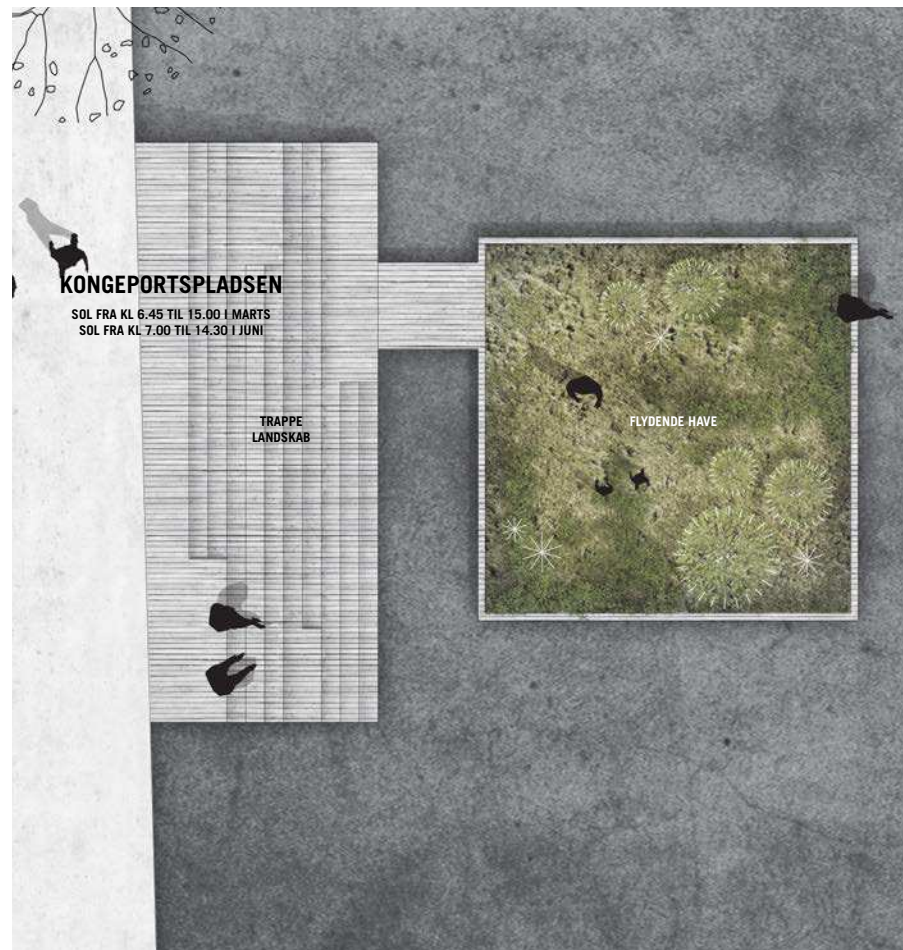 KONGEPORTSPLADSEN
SOL FRA KL 6.45 TIL 15.00 I MARTS
SOL FRA KL 7.00 TIL 14.30 I JUNI
TRAPPE
LANDSKAB
FLYDENDE HAVE